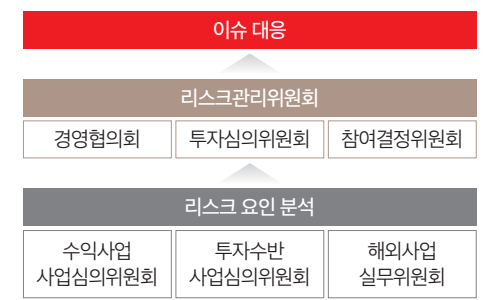 이슈 대응
리스크관리위원회
경영협의회
투자심의위원회
참여결정위원회
리스크 요인 분석
수익사업
사업심의위원회
투자수반
사업심의위원회
해외사업
실무위원회